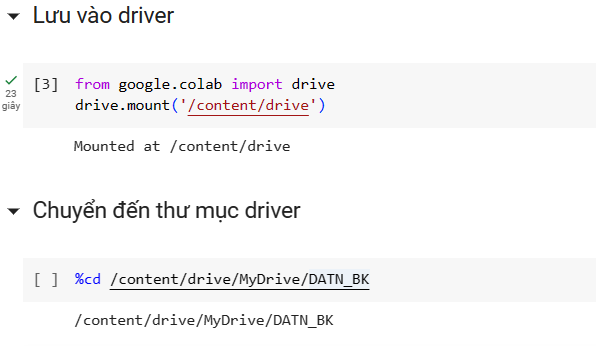 Lưu vào driver
[3] from google.colab import drive
23
giây
drive.mount('/content/drive')
Mounted at /content/drive
Chuyển đến thư mục driver
[ ] %cd /content/drive/MyDrive/DATN_BK
/content/drive/MyDrive/DATN_BK